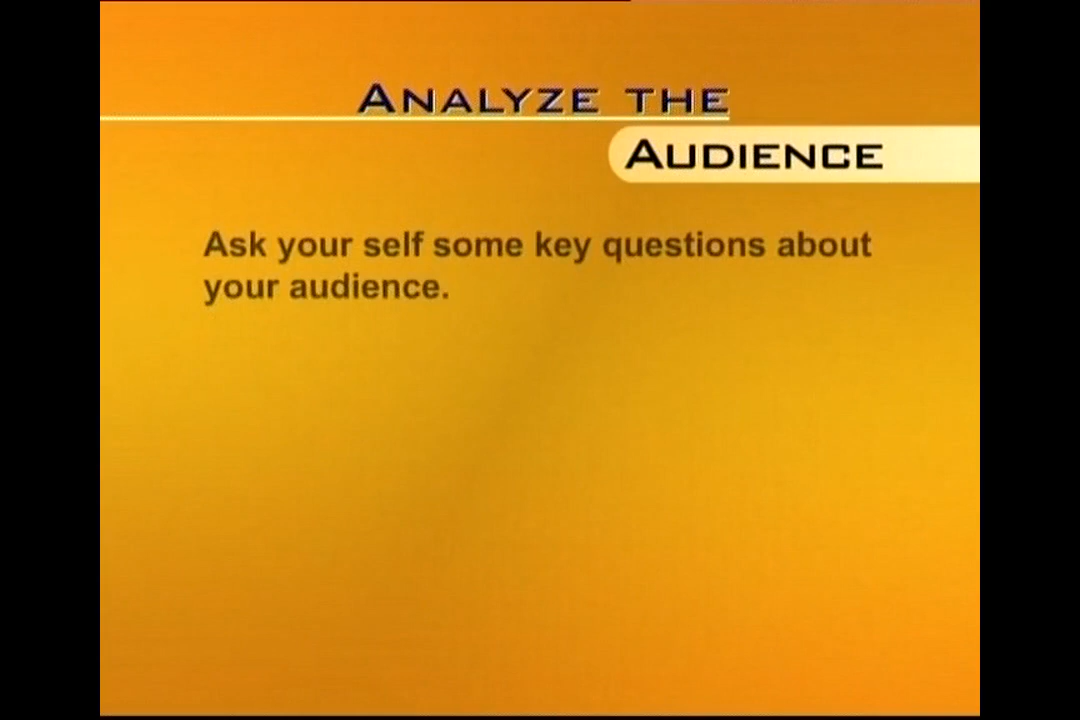 ANALYZE THE
AUDIENCE
Ask your self some key questions about
your audience.